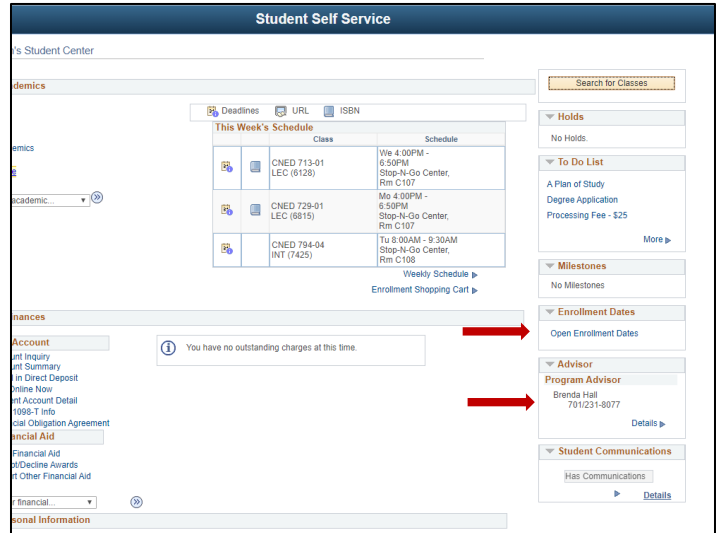 Student Self Service
n's Student Center
demics
Search for Classes
Deadlines URL ISBN
This Week's Schedule
Class Schedule
emics
e
academic...
CNED 713-01
LEC (6128)
We 4:00PM -
6:50PM
Stop-N-Go Center,
Rm C107
CNED 729-01
LEC (6815)
Mo 4:00PM -
6:50PM
Stop-N-Go Center,
Rm C107
CNED 794-04
INT (7425)
Tu 8:00AM - 9:30AM
Stop-N-Go Center,
Rm C108
Weekly Schedule
Enrollment Shopping Cart
Holds
No Holds.
To Do List
A Plan of Study
Degree Application
Processing Fee - $25
More
Milestones
No Milestones
Enrollment Dates
Open Enrollment Dates
Advisor
Program Advisor
Brenda Hall
701/231-8077
Details
Student Communications
Has Communications
Details
inances
Account
unt Inquiry
unt Summary
l in Direct Deposit
Online Now
ent Account Detail
1098-T Info
cial Obligation Agreement
You have no outstanding charges at this time.
ancial Aid
Financial Aid
pt/Decline Awards
rt Other Financial Aid
r financial...
sonal Information